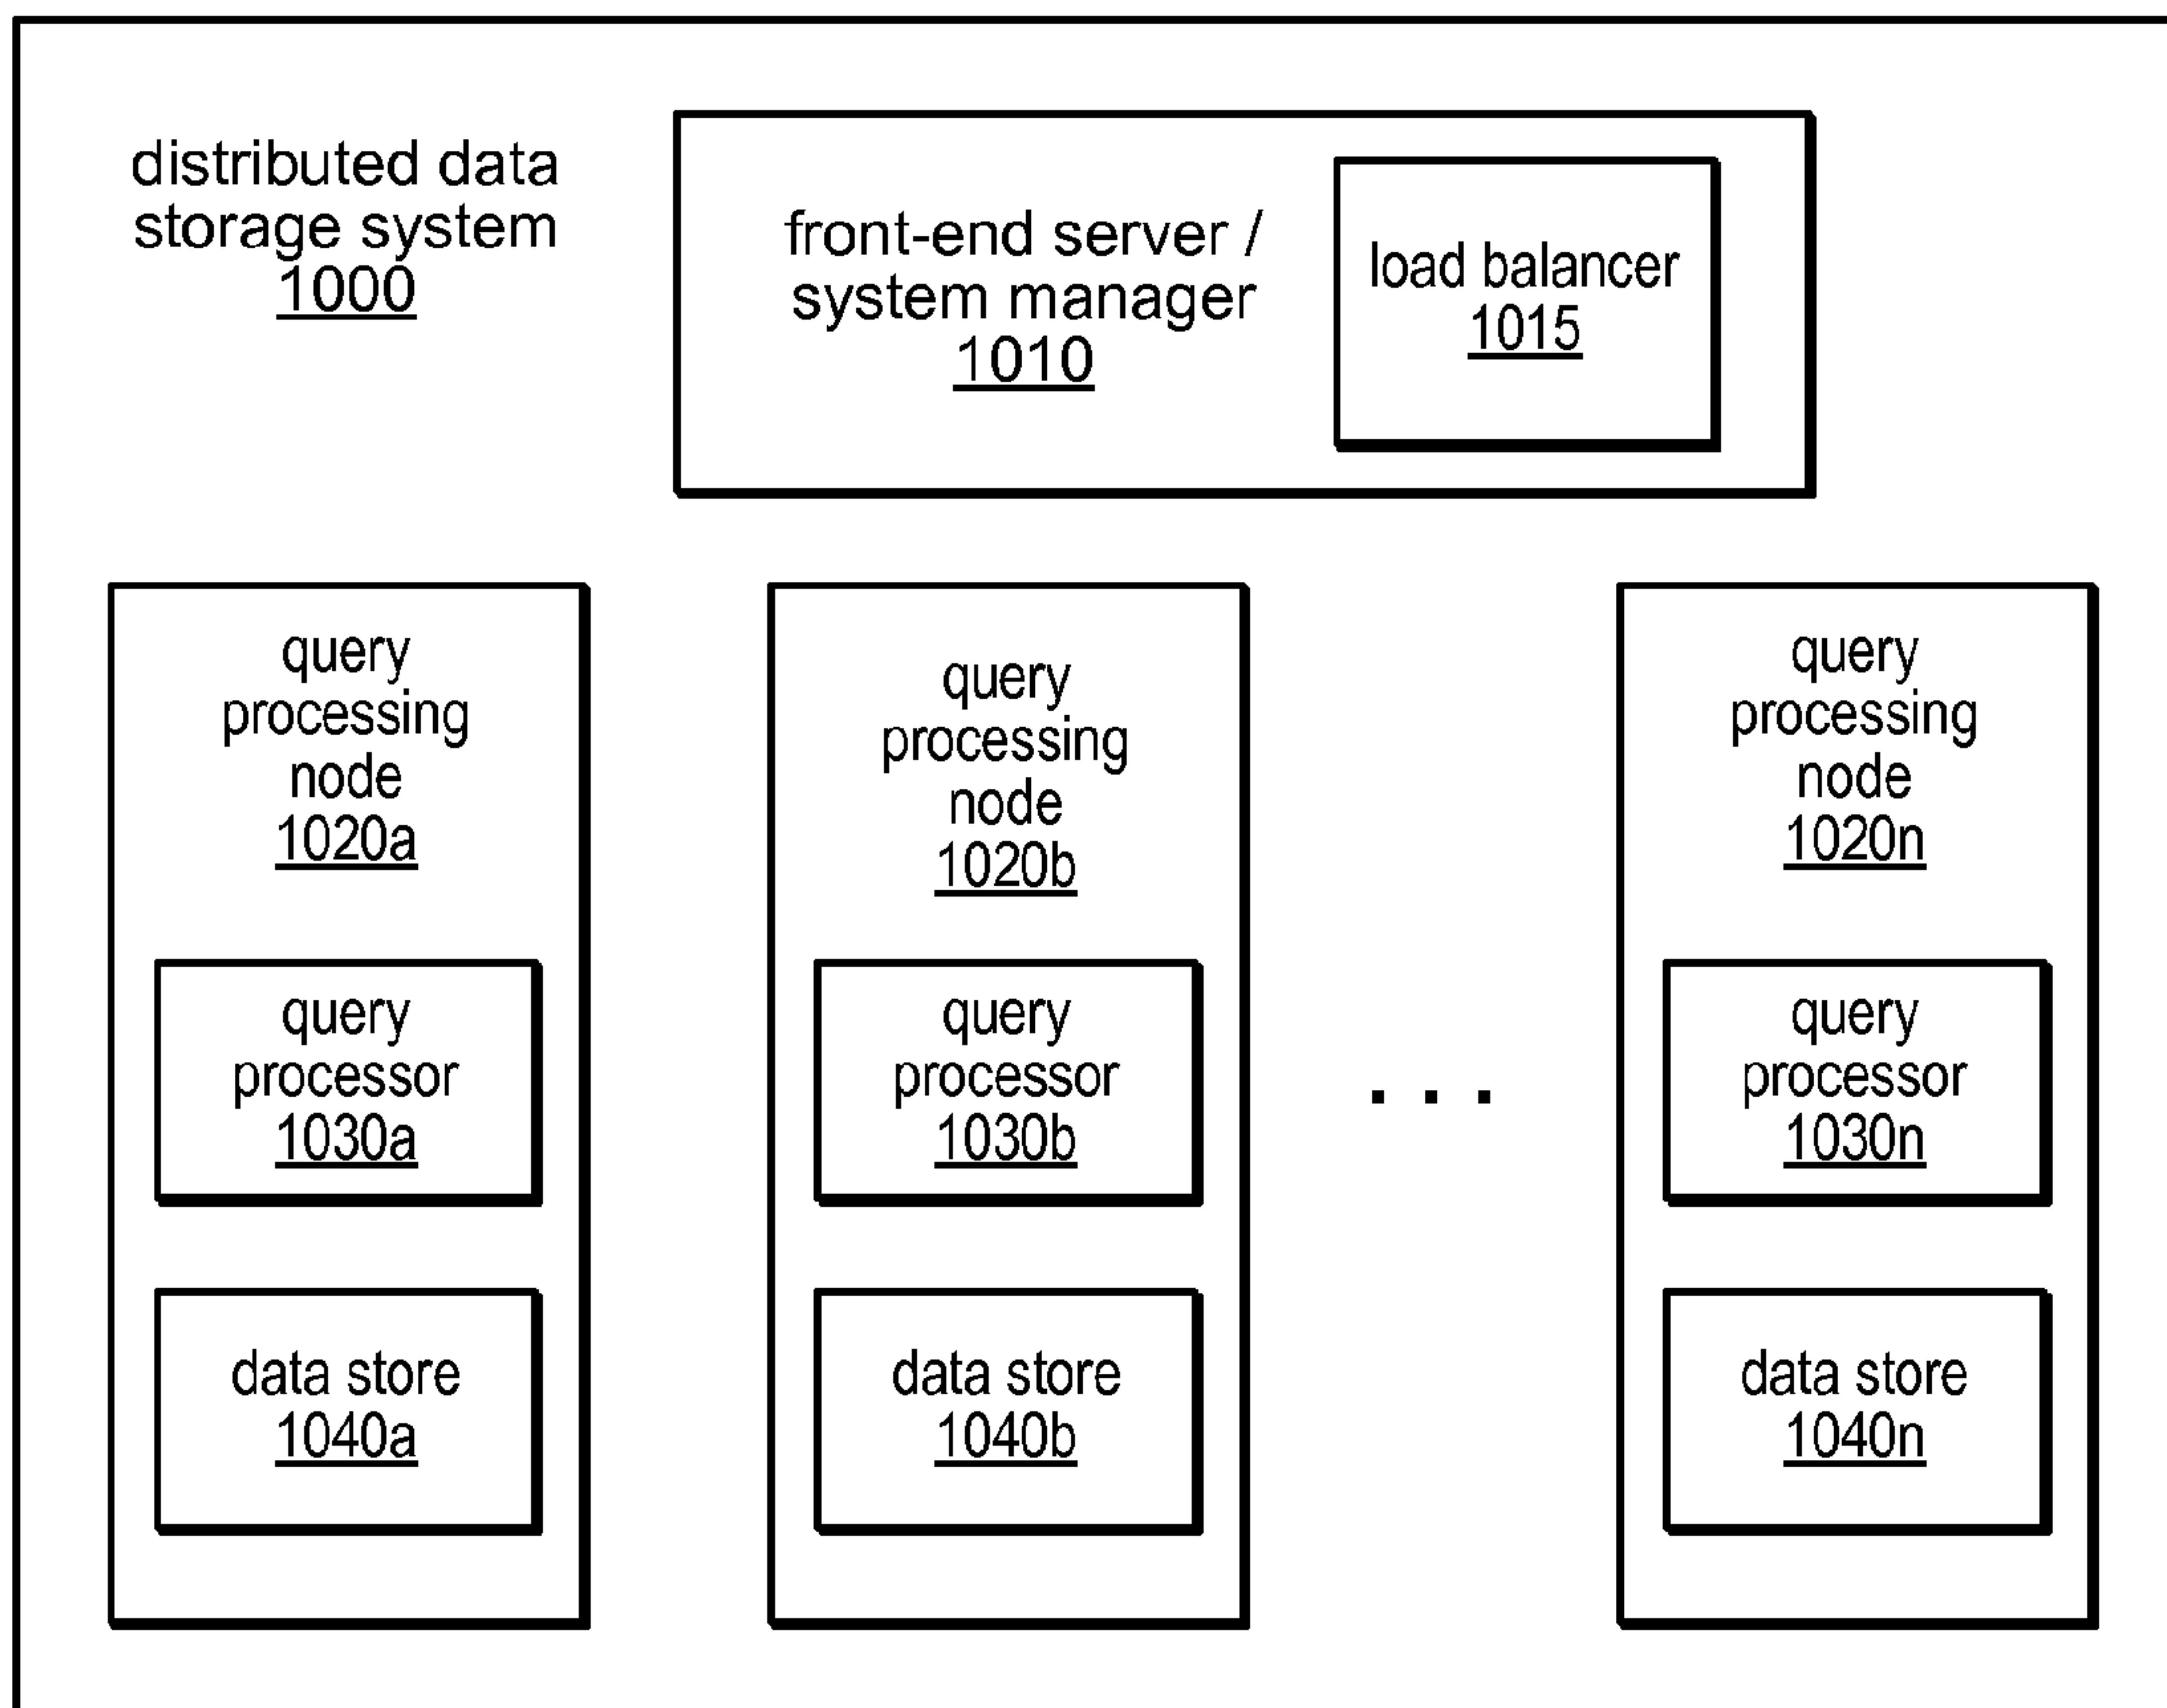 distributed data
storage system
1000
front-end server /
system manager
1010
load balancer
1015
query
processing
node
1020a
query
processor
1030a
data store
1040a
query
processing
node
1020b
query
processor
1030b
data store
1040b
. . .
query
processing
node
1020n
query
processor
1030n
data store
1040n